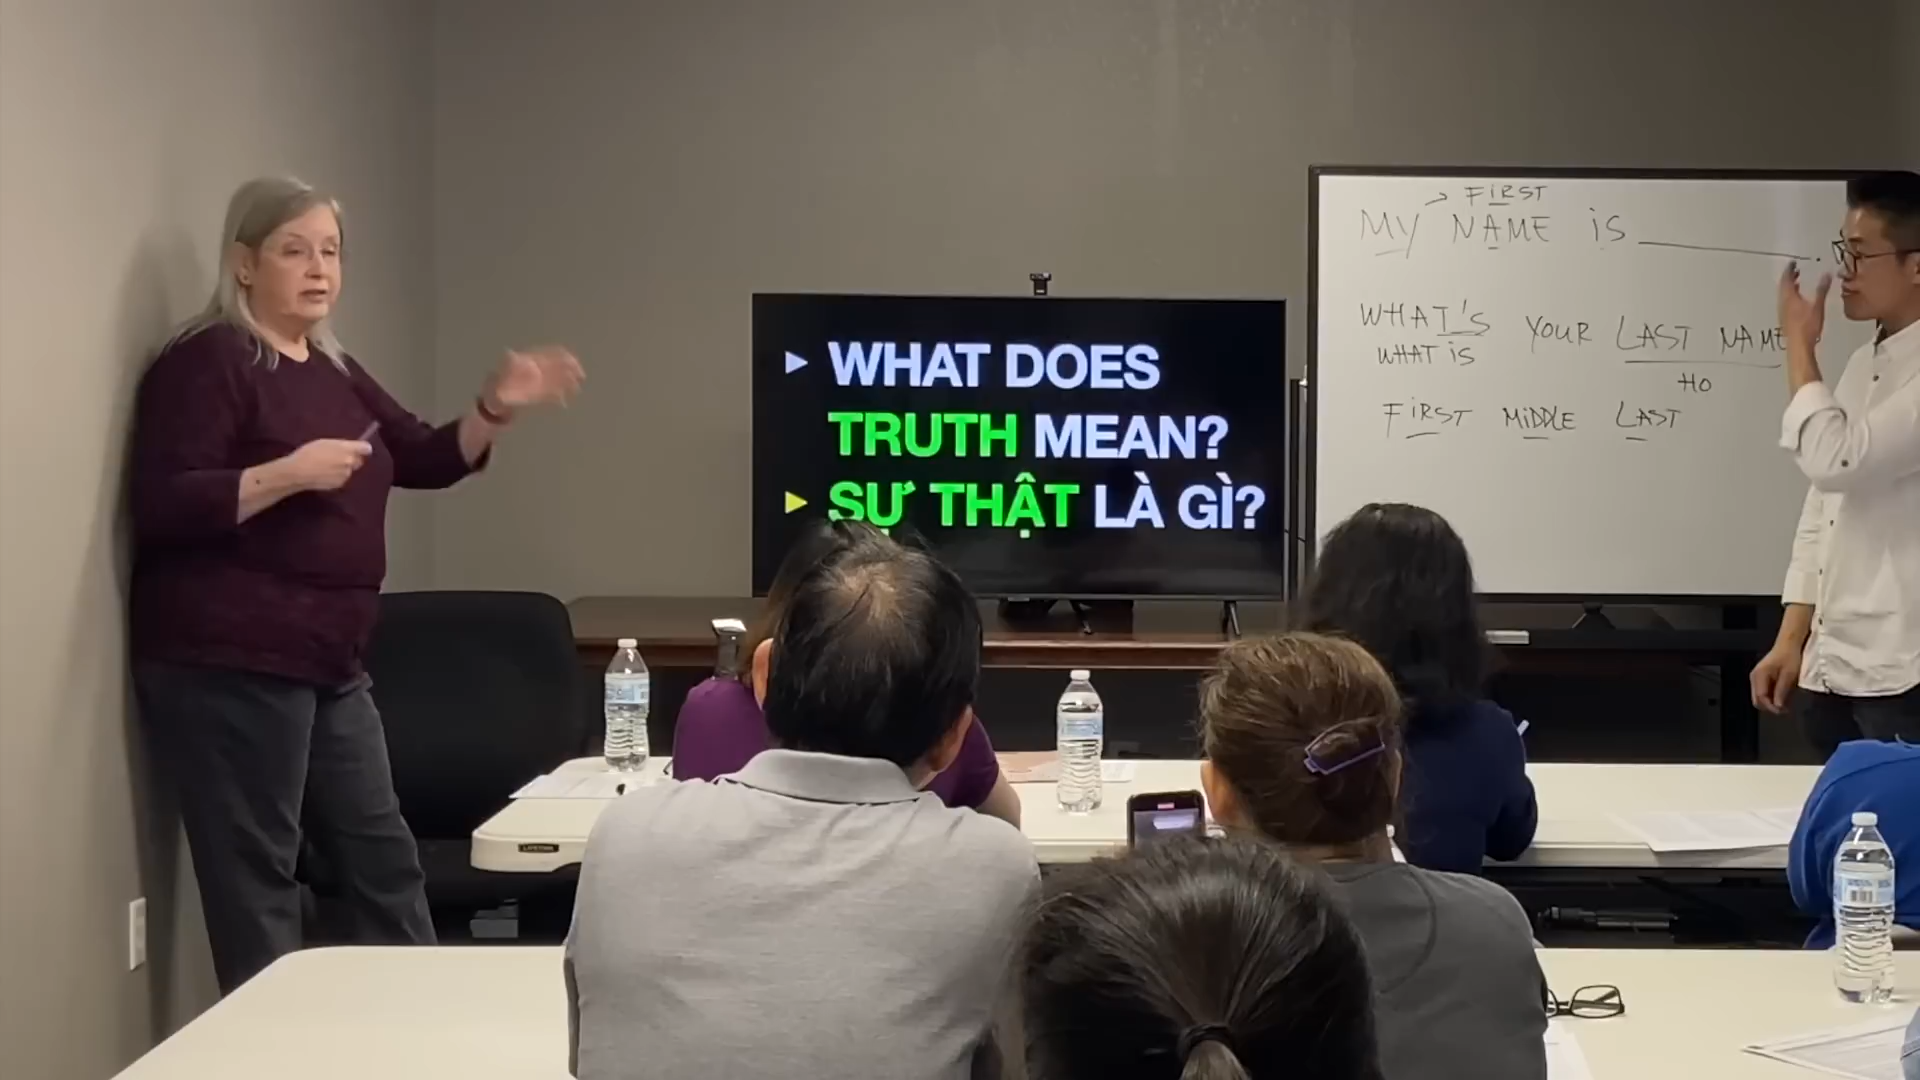 WHAT DOES
TRUTH MEAN?
SỰ THẬT LÀ GÌ?
FIRST
MY NAME is
WHAT'S YOUR LAST NAME
WHAT iS
HO
FiRST MiDDLE LAST
LIFETIME